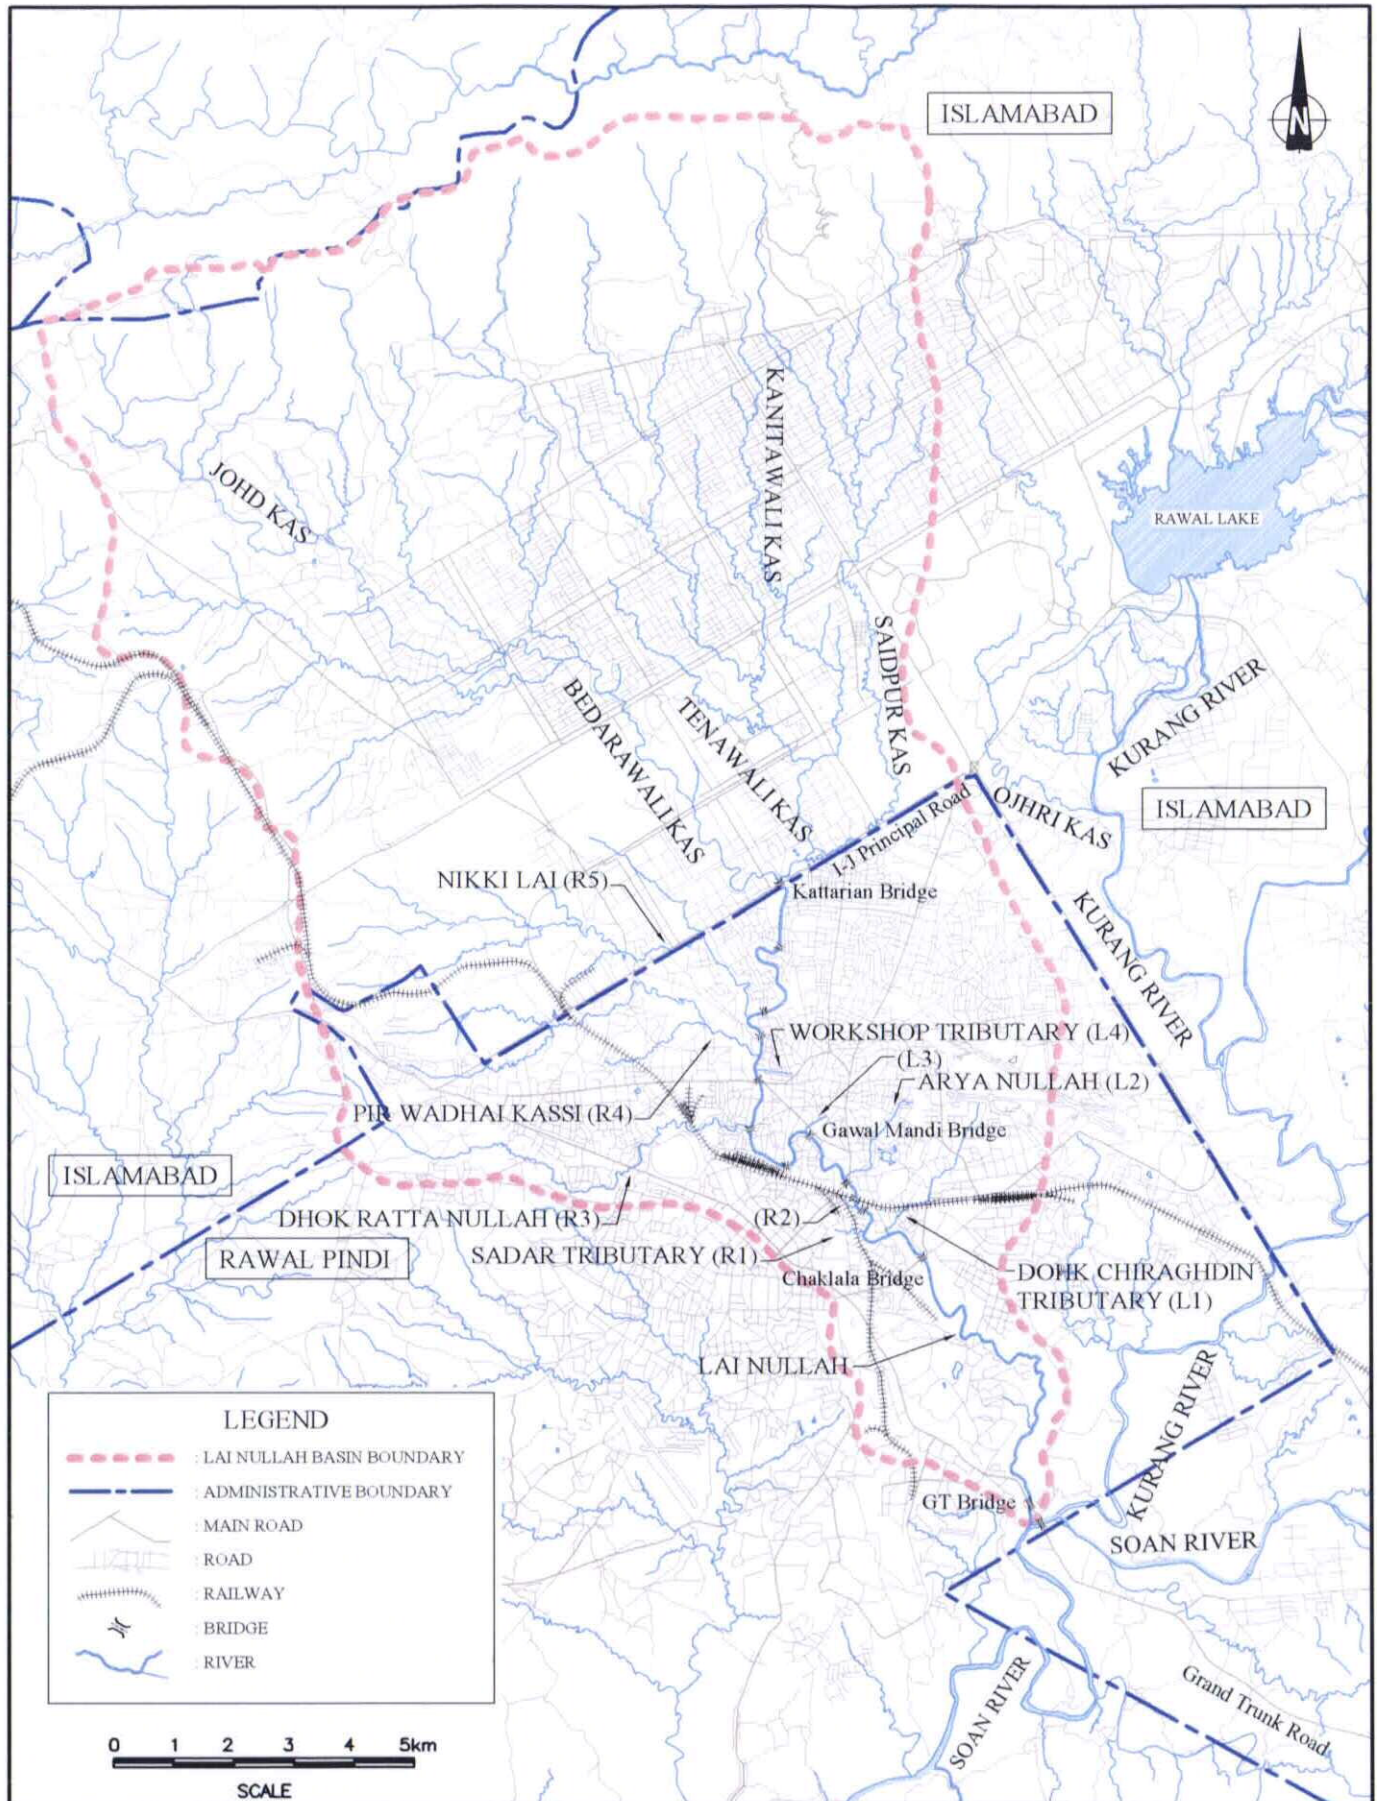 ISLAMABAD
N
KANITAWALI KAS
JOHD KAS
RAWAL LAKE
SAIDPUR KAS
KURANG RIVER
BEDARAWALI KAS
TENAWALI KAS
ISLAMABAD
I-J Principal Road
OJHRI KAS
NIKKI LAI (R5)
Kattarian Bridge
KURANG RIVER
WORKSHOP TRIBUTARY (L4)
(L3)
ARYA NULLAH (L2)
PIR WADHAI KASSI (R4)
Gawal Mandi Bridge
ISLAMABAD
DHOK RATTA NULLAH (R3)
(R2)
RAWAL PINDI
SADAR TRIBUTARY (R1)
Chaklala Bridge
DOHK CHIRAGHDIN
TRIBUTARY (L1)
LAI NULLAH
KURANG RIVER
GT Bridge
SOAN RIVER
SOAN RIVER
Grand Trunk Road
LEGEND
: LAI NULLAH BASIN BOUNDARY
: ADMINISTRATIVE BOUNDARY
: MAIN ROAD
: ROAD
: RAILWAY
: BRIDGE
: RIVER
0 1 2 3 4 5km
SCALE